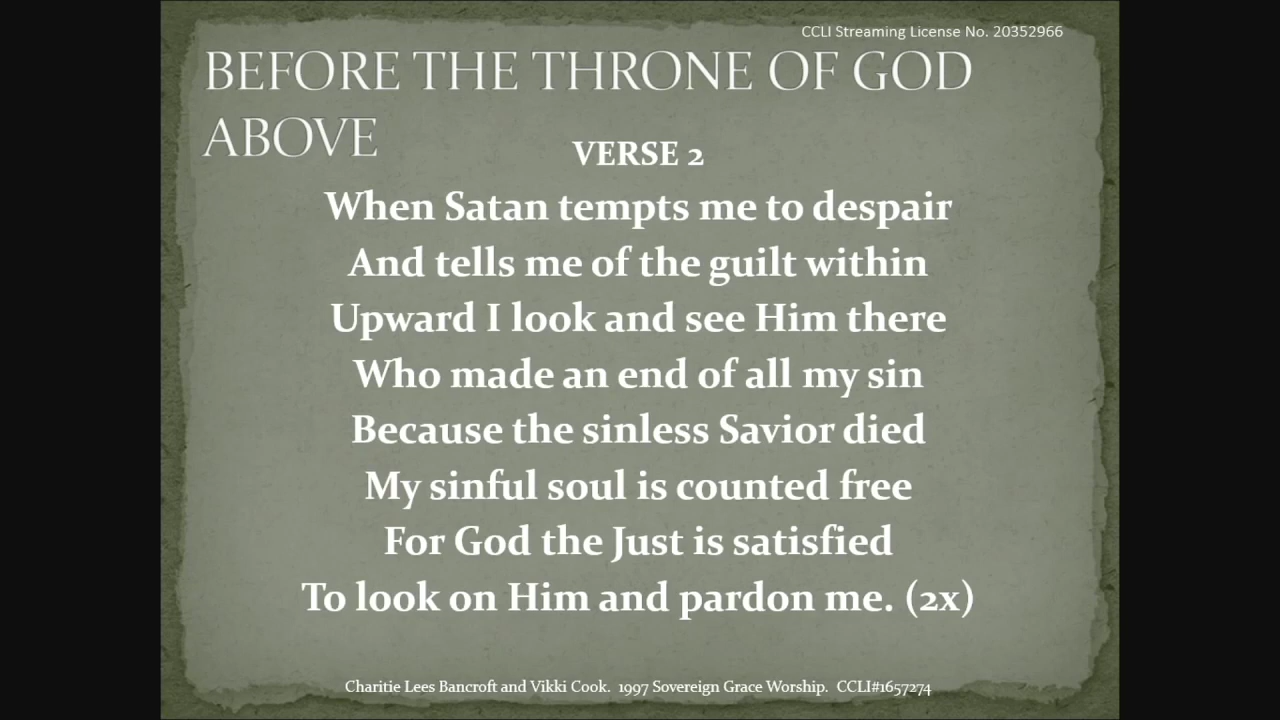 CCLI Streaming License No. 20352966
BEFORE THE THRONE OF GOD
ABOVE
VERSE 2
When Satan tempts me to despair
And tells me of the guilt within
Upward I look and see Him there
Who made an end of all my sin
Because the sinless Savior died
My sinful soul is counted free
For God the Just is satisfied
To look on Him and pardon me. (2x)
Charitie Lees Bancroft and Vikki Cook.  1997 Sovereign Grace Worship.  CCLI#1657274